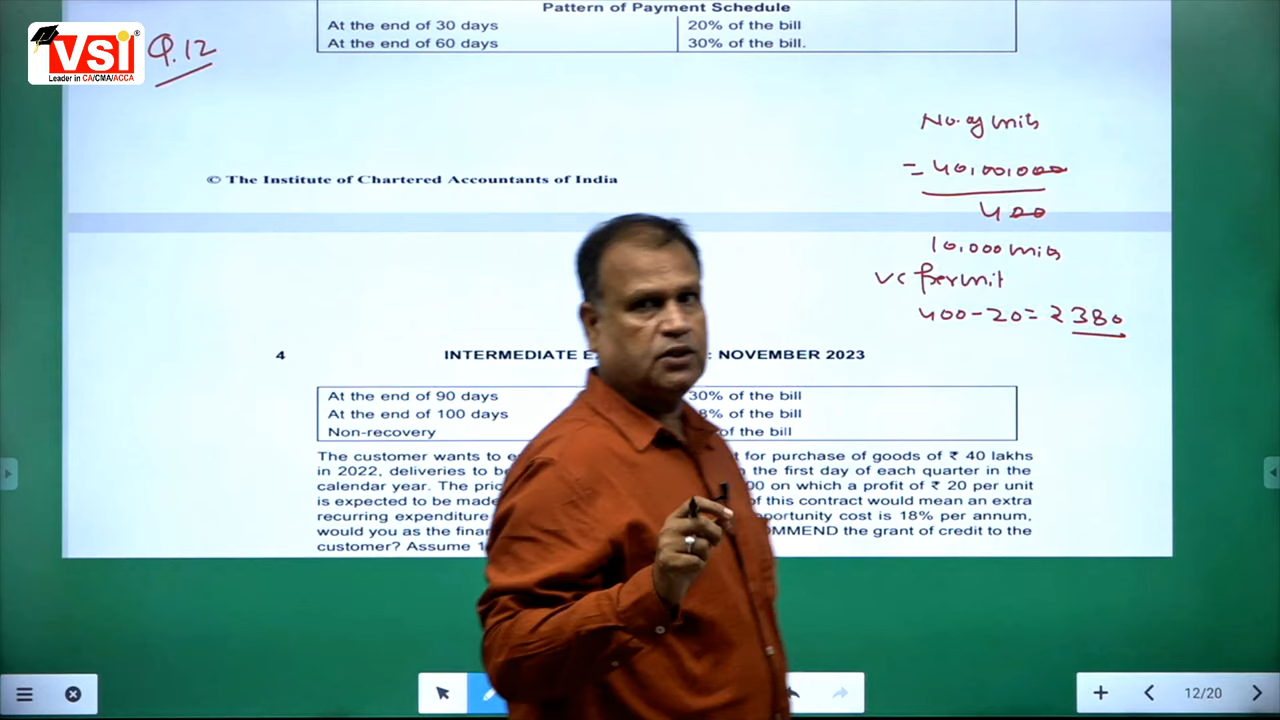 VSI
Leader in CA/CMA/ACCA
Q.12
Pattern of Payment Schedule
At the end of 30 days 20% of the bill
At the end of 60 days 30% of the bill.
No. of units
= 40,00,000
400
10,000 units
VC Per unit
400-20= ₹ 380
© The Institute of Chartered Accountants of India
4 INTERMEDIATE : NOVEMBER 2023
At the end of 90 days 30% of the bill
At the end of 100 days 8% of the bill
Non-recovery of the bill
The customer wants to for purchase of goods of ₹ 40 lakhs
in 2022, deliveries to be the first day of each quarter in the
calendar year. The 00 on which a profit of ₹ 20 per unit
is expected to be made of this contract would mean an extra
recurring expenditure cost is 18% per annum,
would you as the the grant of credit to the
customer? Assume
12/20